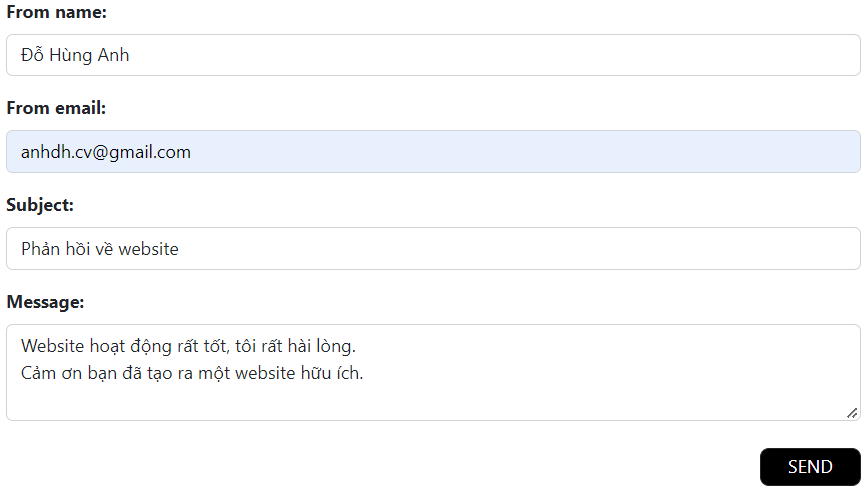 From name:
Đỗ Hùng Anh
From email:
anhdh.cv@gmail.com
Subject:
Phản hồi về website
Message:
Website hoạt động rất tốt, tôi rất hài lòng.
Cảm ơn bạn đã tạo ra một website hữu ích.
SEND